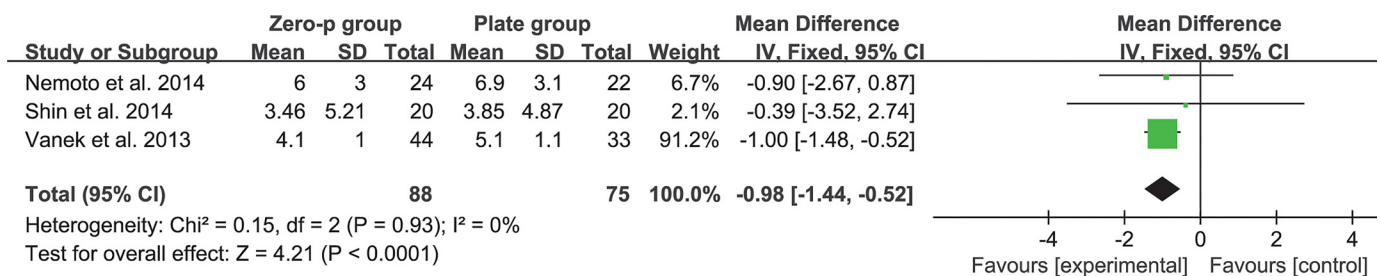 Zero-p group Plate group Mean Difference Mean Difference
Study or Subgroup Mean SD Total Mean SD Total Weight IV, Fixed, 95% CI IV, Fixed, 95% CI
Nemoto et al. 2014 6 3 24 6.9 3.1 22 6.7% -0.90 [-2.67, 0.87]
Shin et al. 2014 3.46 5.21 20 3.85 4.87 20 2.1% -0.39 [-3.52, 2.74]
Vanek et al. 2013 4.1 1 44 5.1 1.1 33 91.2% -1.00 [-1.48, -0.52]
Total (95% CI) 88 75 100.0% -0.98 [-1.44, -0.52]
Heterogeneity: Chi² = 0.15, df = 2 (P = 0.93); I² = 0%
Test for overall effect: Z = 4.21 (P < 0.0001)
-4 -2 0 2 4
Favours [experimental] Favours [control]